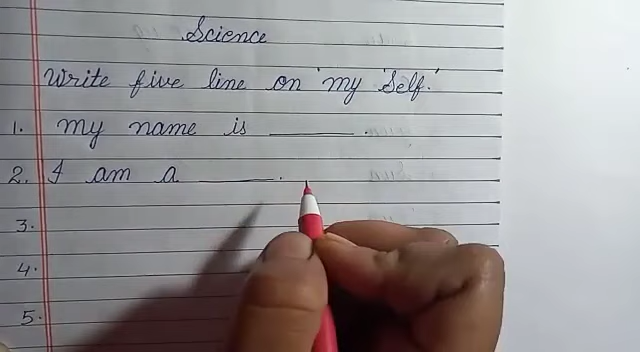 Science
Write five line on 'my Self.'
1. my name is ______.
2. I am a ______.
3.
4.
5.